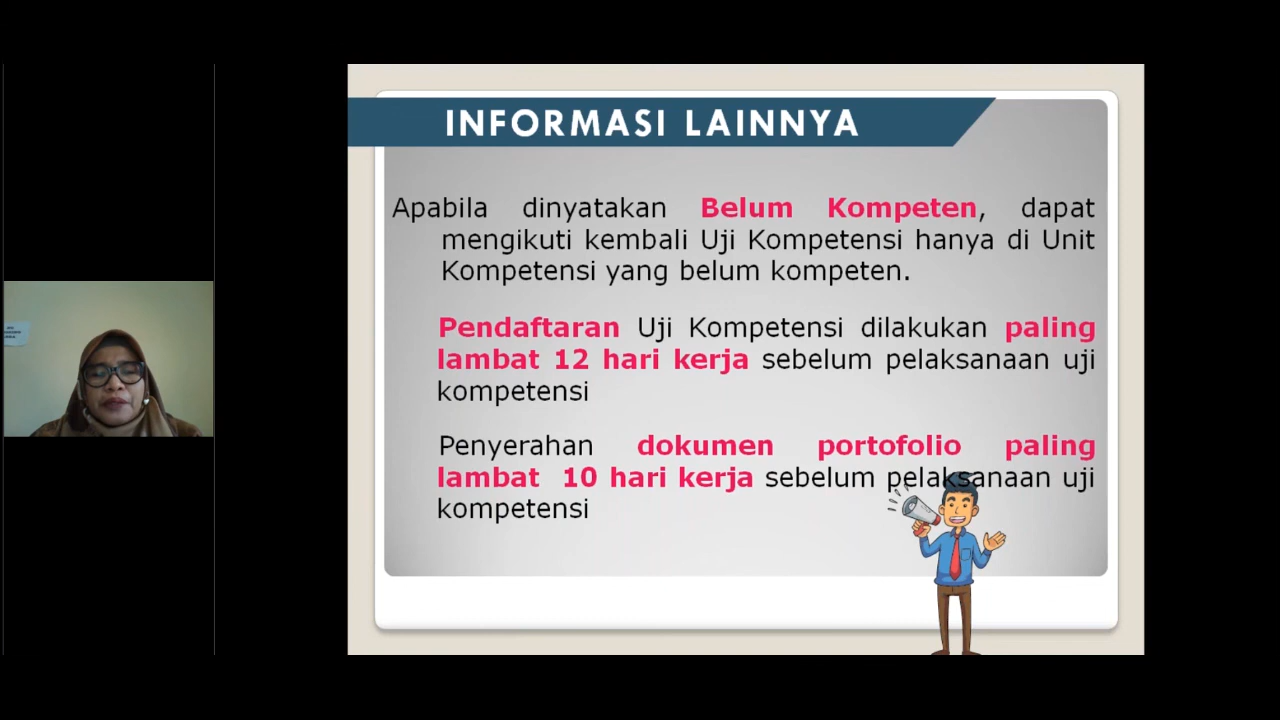 INFORMASI LAINNYA
Apabila dinyatakan Belum Kompeten, dapat
mengikuti kembali Uji Kompetensi hanya di Unit
Kompetensi yang belum kompeten.
Pendaftaran Uji Kompetensi dilakukan paling
lambat 12 hari kerja sebelum pelaksanaan uji
kompetensi
Penyerahan dokumen portofolio paling
lambat 10 hari kerja sebelum pelaksanaan uji
kompetensi